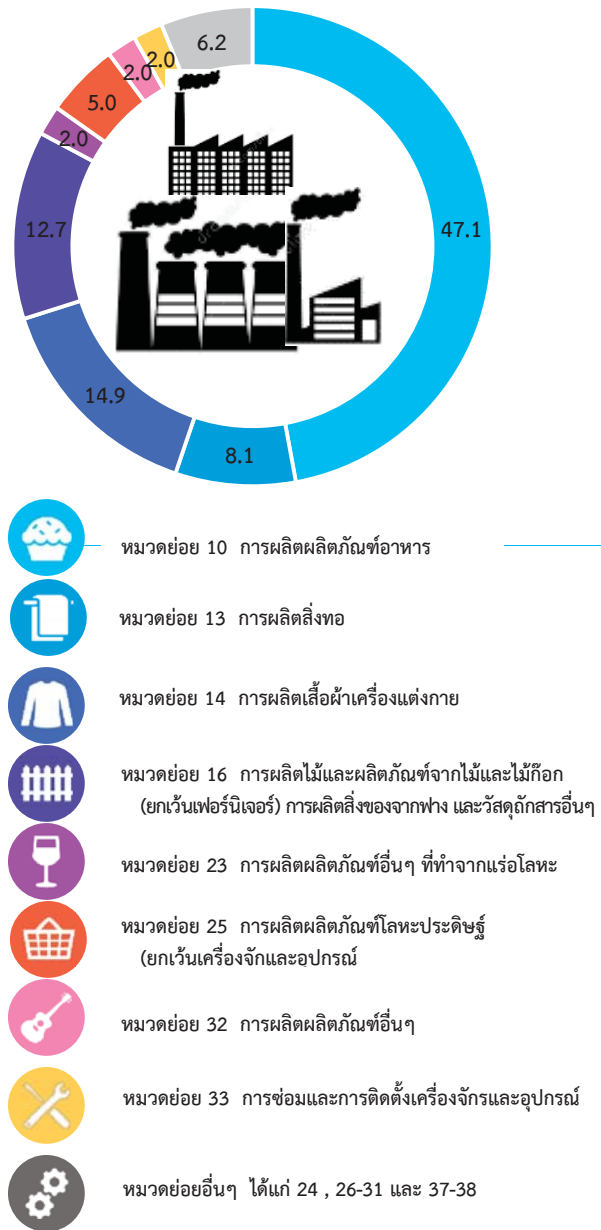 6.2
2.0
2.0
5.0
2.0
12.7
47.1
14.9
8.1
หมวดย่อย 10 การผลิตผลิตภัณฑ์อาหาร
หมวดย่อย 13 การผลิตสิ่งทอ
หมวดย่อย 14 การผลิตเสื้อผ้าเครื่องแต่งกาย
หมวดย่อย 16 การผลิตไม้และผลิตภัณฑ์จากไม้และไม้ก๊อก
(ยกเว้นเฟอร์นิเจอร์) การผลิตสิ่งของจากฟาง และวัสดุถักสารอื่นๆ
หมวดย่อย 23 การผลิตผลิตภัณฑ์อื่นๆ ที่ทำจากแร่อโลหะ
หมวดย่อย 25 การผลิตผลิตภัณฑ์โลหะประดิษฐ์
(ยกเว้นเครื่องจักและอุปกรณ์
หมวดย่อย 32 การผลิตผลิตภัณฑ์อื่นๆ
หมวดย่อย 33 การซ่อมและการติดตั้งเครื่องจักรและอุปกรณ์
หมวดย่อยอื่นๆ ได้แก่ 24 , 26-31 และ 37-38